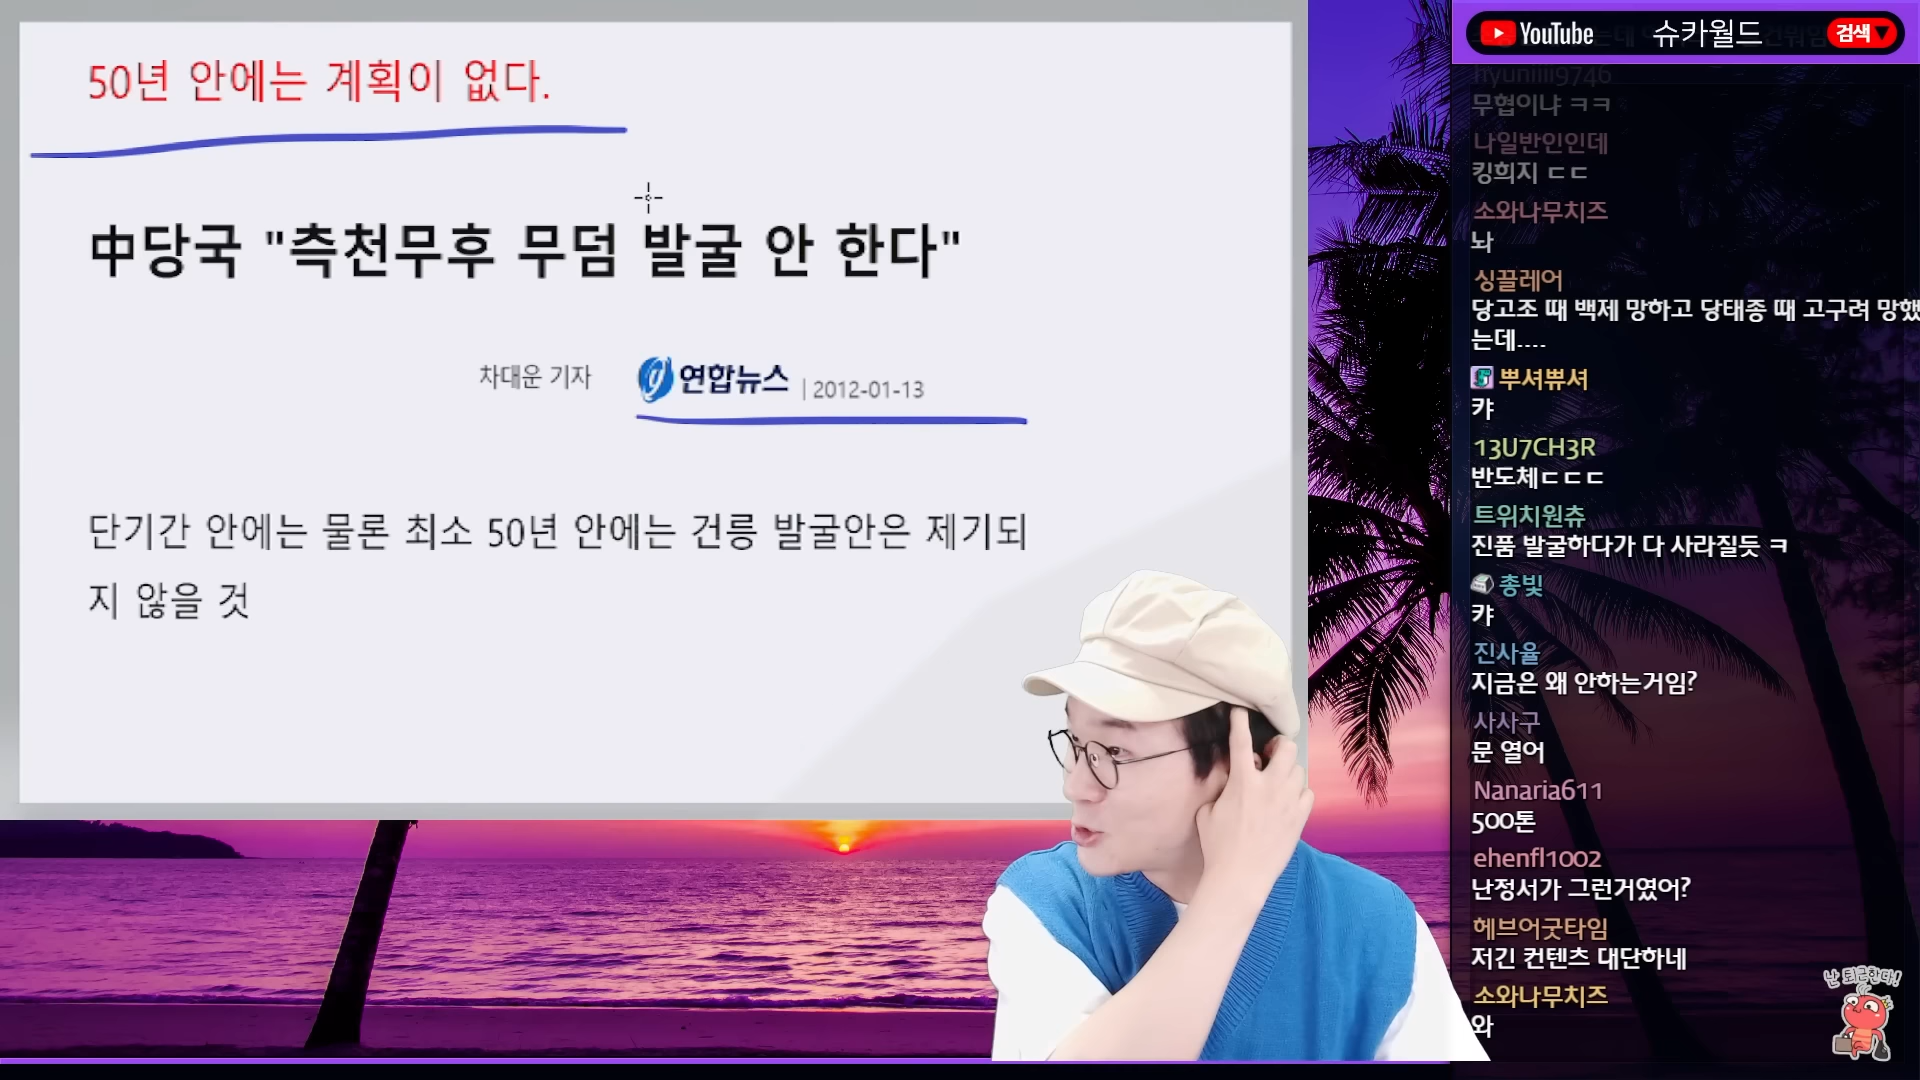 50년 안에는 계획이 없다.
中당국 "측천무후 무덤 발굴 안 한다"
차대운 기자 연합뉴스 | 2012-01-13
단기간 안에는 물론 최소 50년 안에는 건릉 발굴안은 제기되
지 않을 것
YouTube 슈카월드 검색
hyuniiii9746
무협이냐 ㅋㅋ
나일반인인데
킹희지 ㄷㄷ
소와나무치즈
놔
싱끌레어
당고조 때 백제 망하고 당태종 때 고구려 망했
는데....
뿌셔쀼셔
캬
13U7CH3R
반도체ㄷㄷㄷ
트위치원츄
진품 발굴하다가 다 사라질듯 ㅋ
총빛
캬
진사율
지금은 왜 안하는거임?
사사구
문 열어
Nanaria611
500톤
ehenfl1002
난정서가 그런거였어?
헤브어굿타임
저긴 컨텐츠 대단하네
소와나무치즈
와
난 퇴근한다!